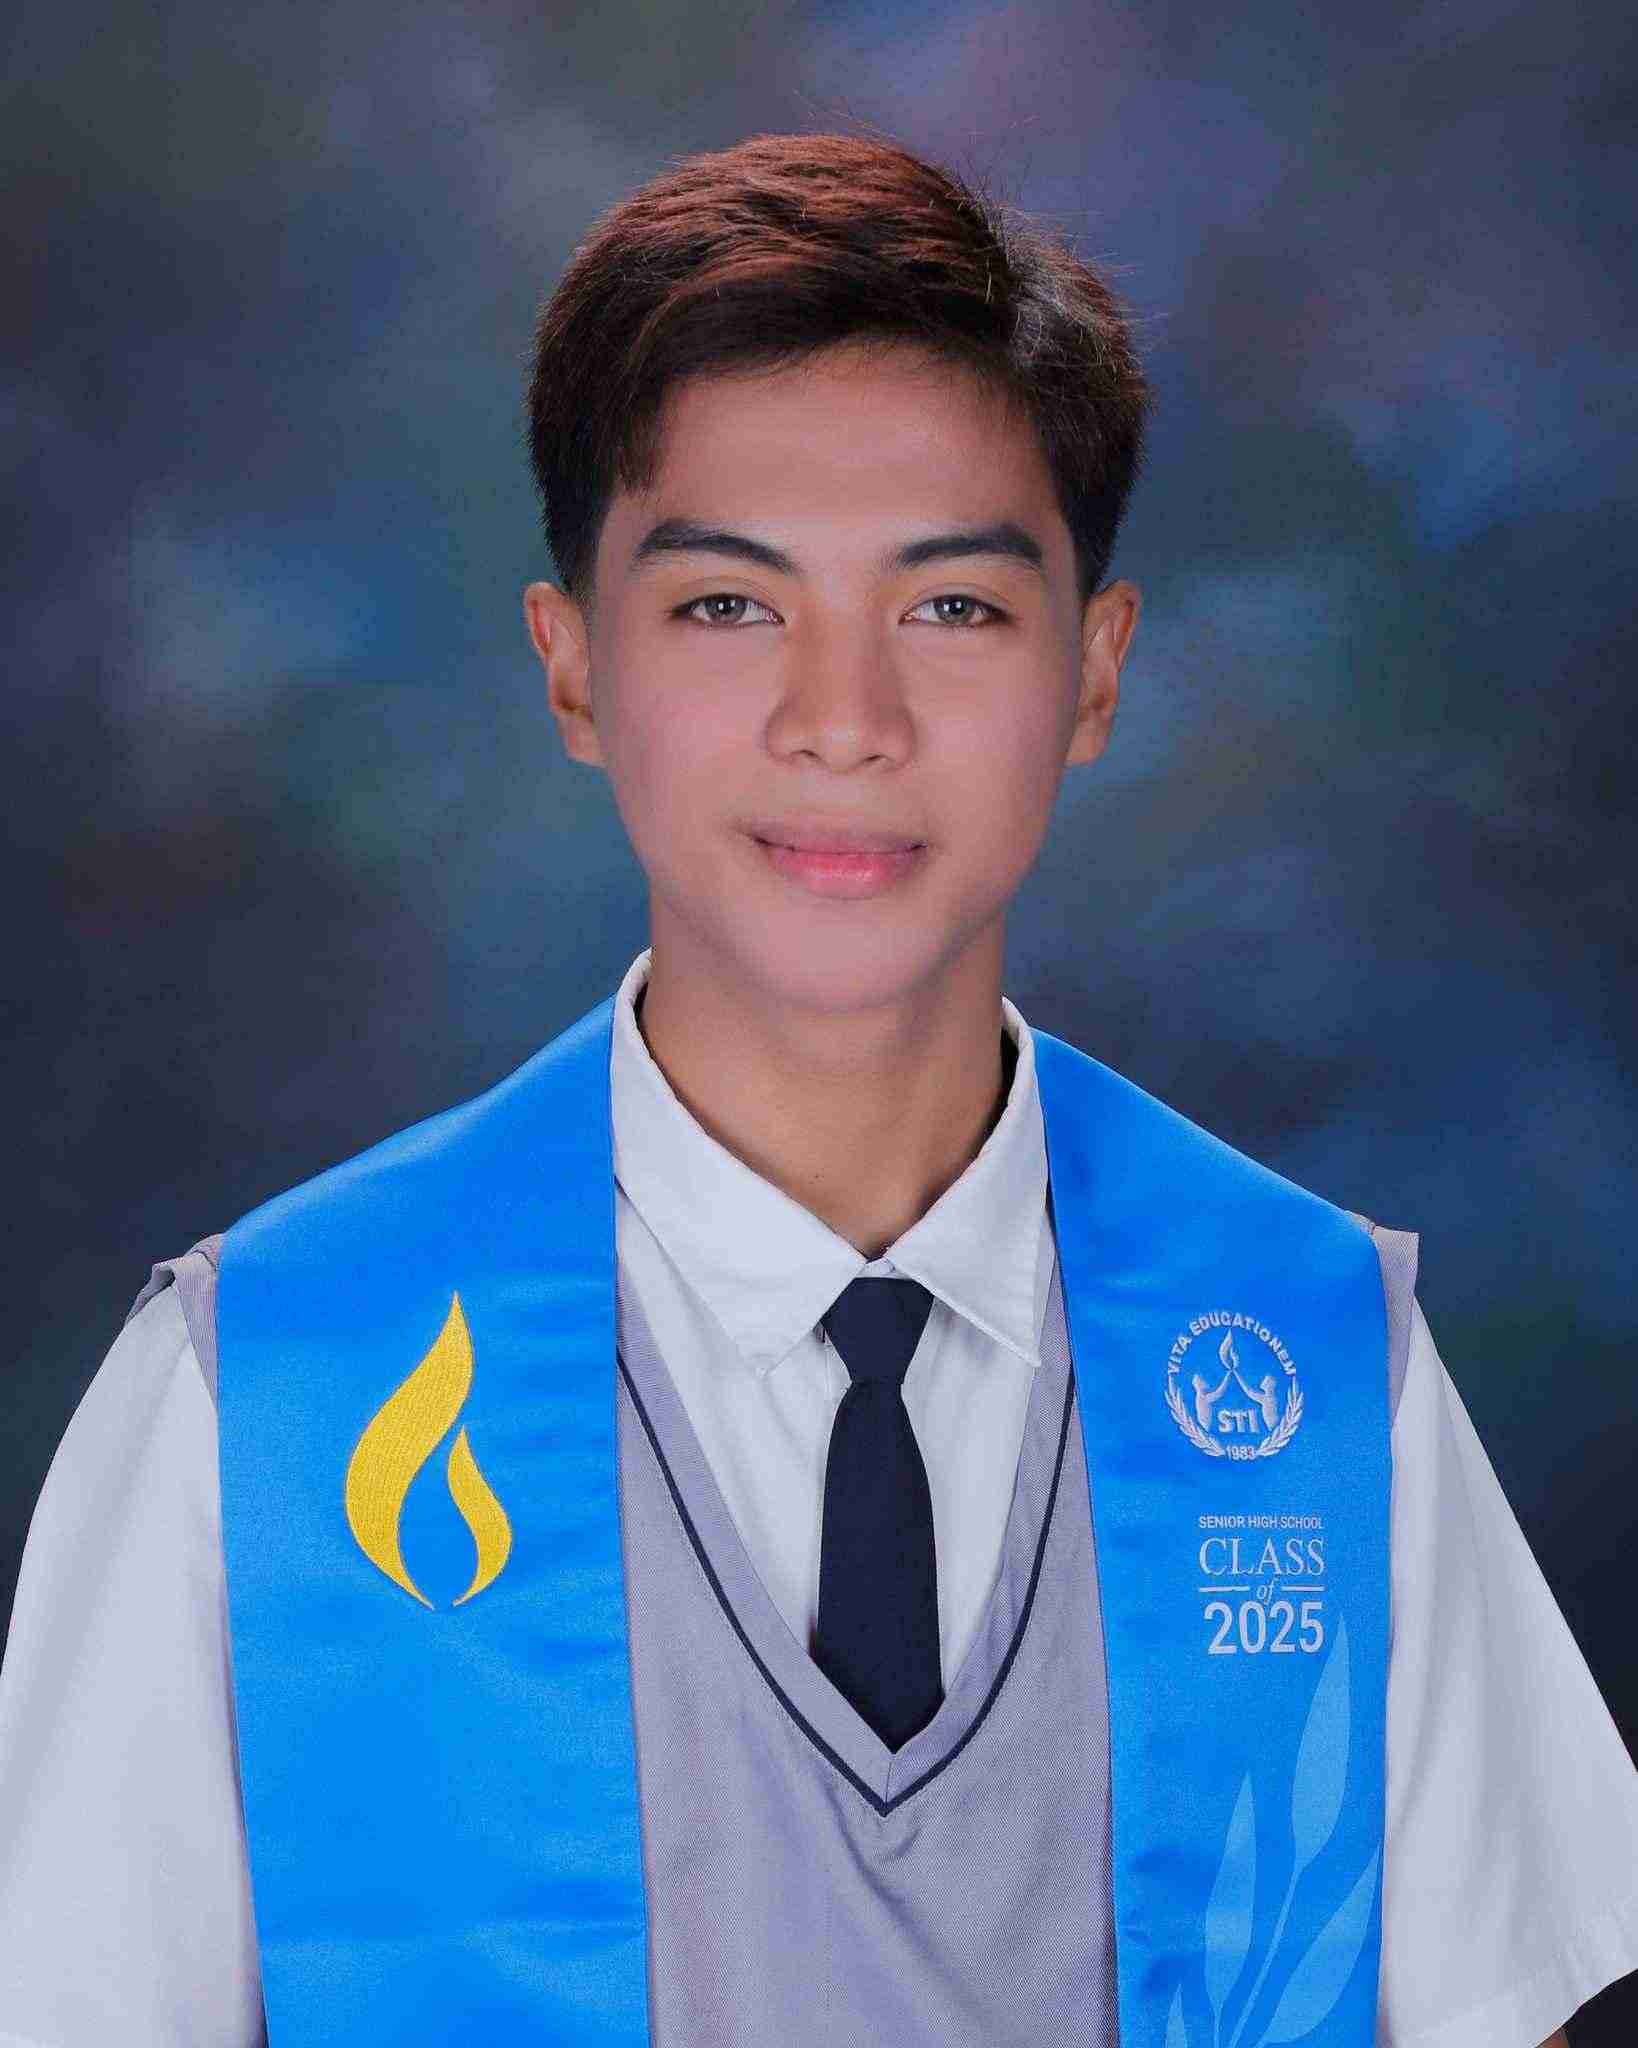 VITA EDUCATIONEM
STI
1983
SENIOR HIGH SCHOOL
CLASS
of
2025